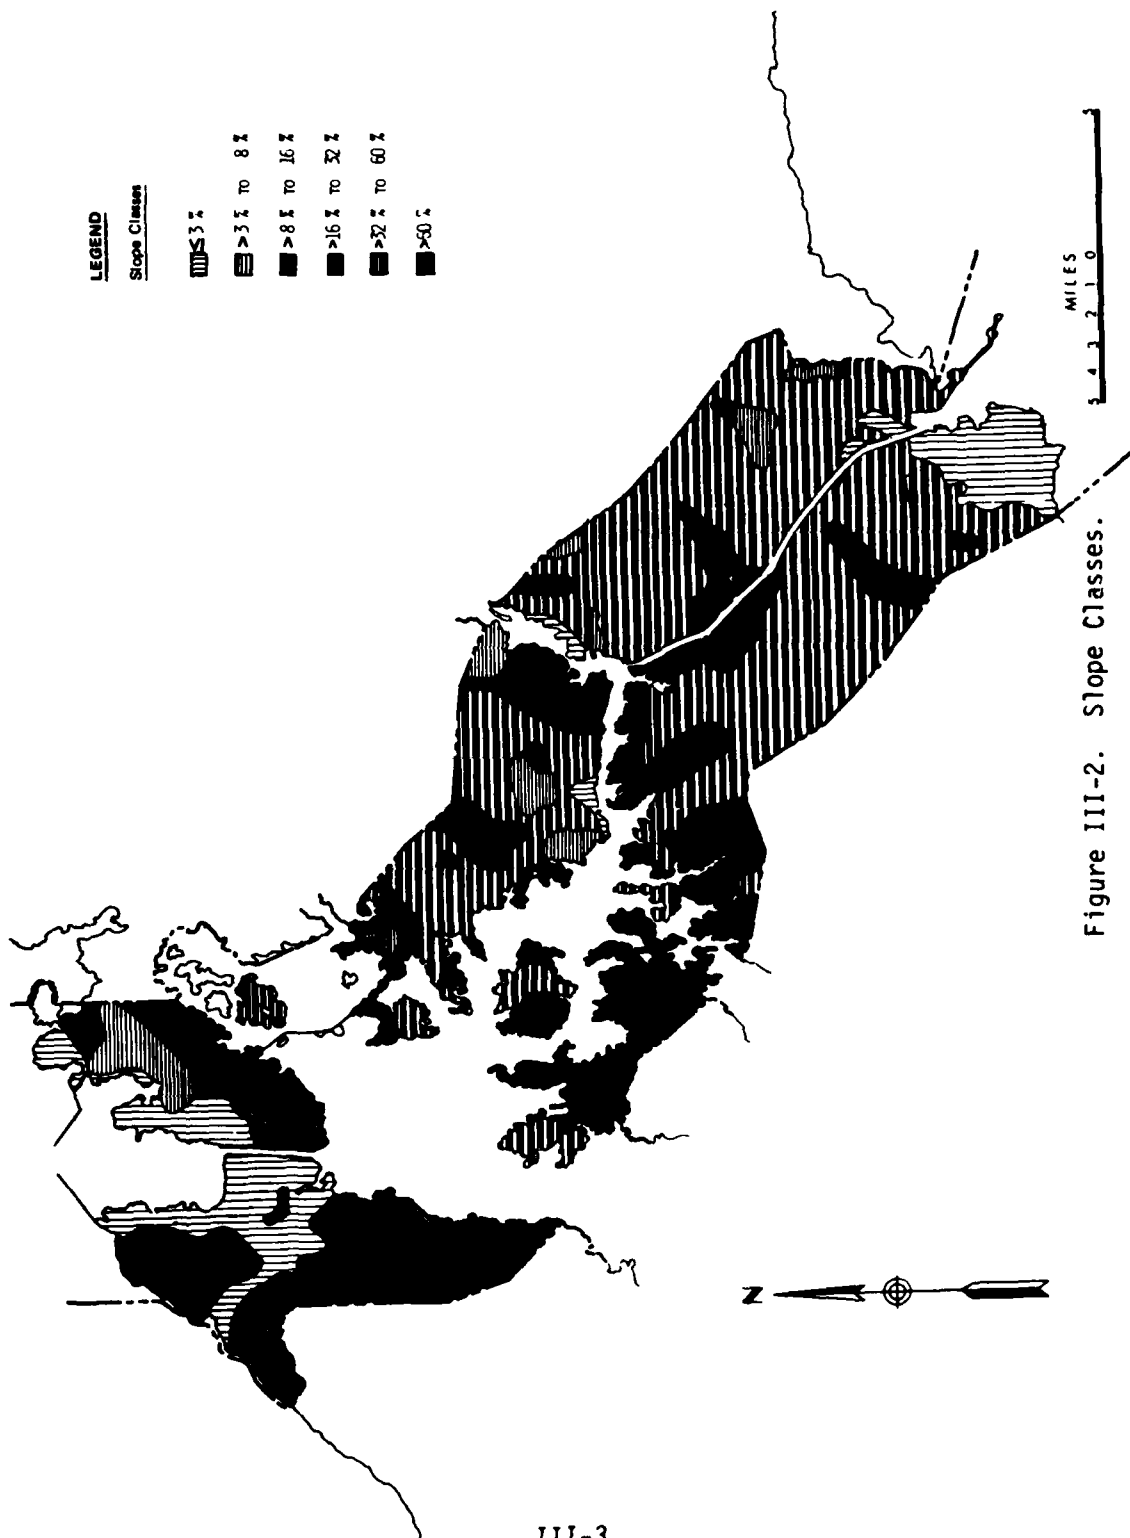 LEGEND
Slope Classes
≤3 %
>3 % TO 8 %
>8 % TO 16 %
>16 % TO 32 %
>32 % TO 60 %
>60 %
N
MILES
5 4 3 2 1 0 5
Figure III-2. Slope Classes.
III-3